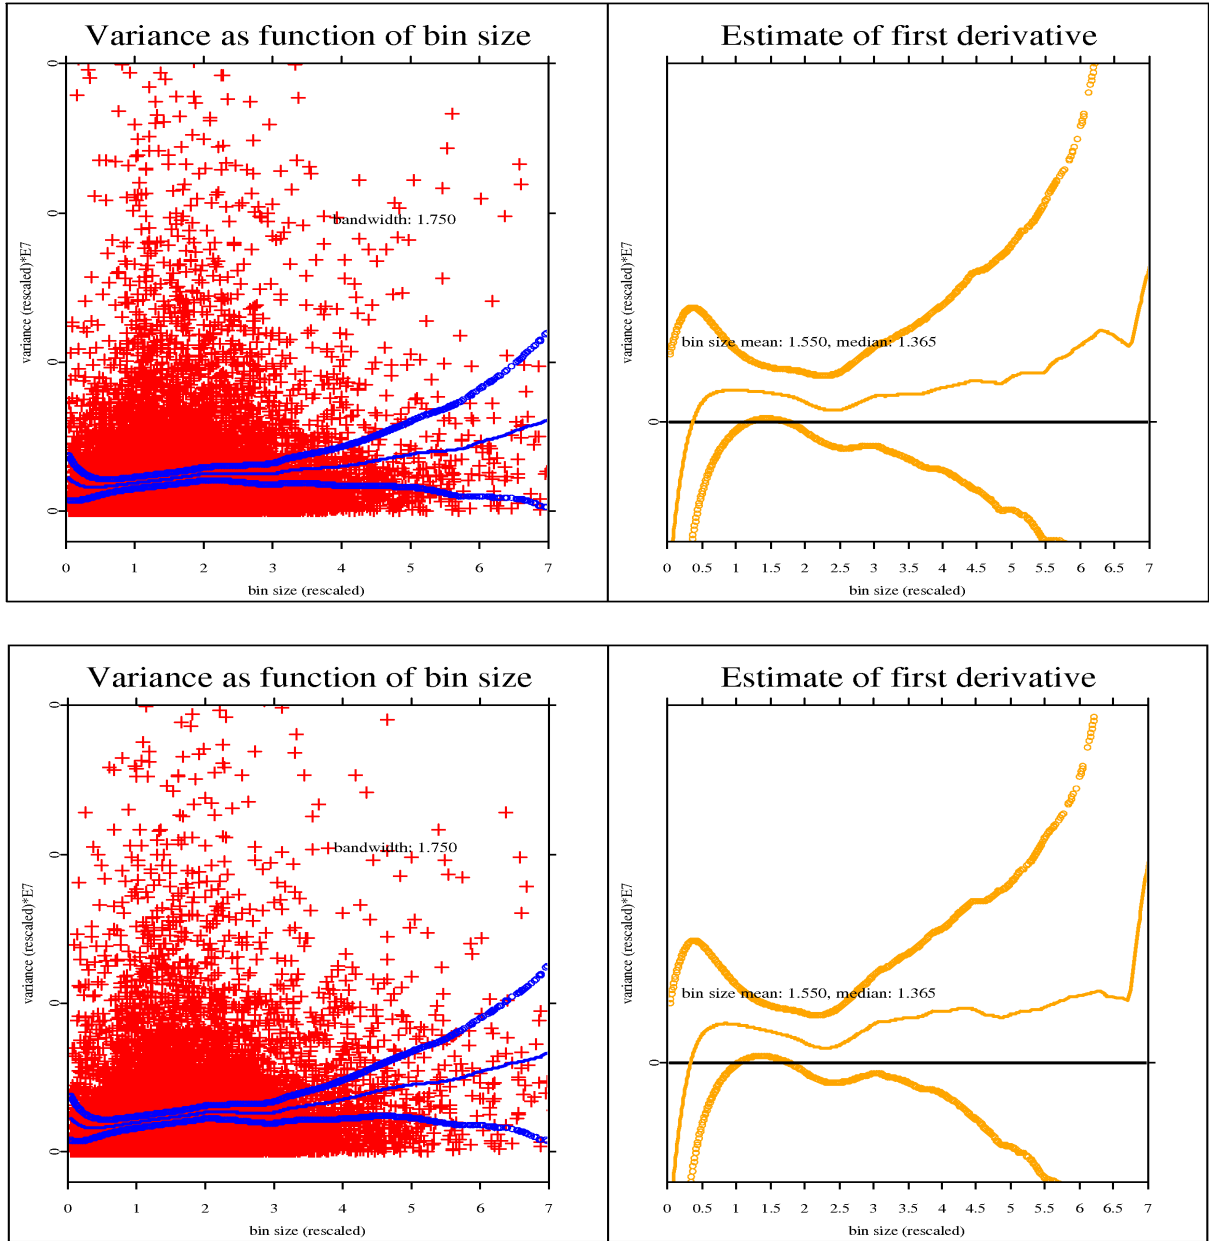 Variance as function of bin size
Estimate of first derivative
0
0
0
0
variance (rescaled)*E7
bandwidth: 1.750
0 1 2 3 4 5 6 7
bin size (rescaled)
variance (rescaled)*E7
0
bin size mean: 1.550, median: 1.365
0 0.5 1 1.5 2 2.5 3 3.5 4 4.5 5 5.5 6 6.5 7
bin size (rescaled)
Variance as function of bin size
Estimate of first derivative
0
0
0
0
variance (rescaled)*E7
bandwidth: 1.750
0 1 2 3 4 5 6 7
bin size (rescaled)
variance (rescaled)*E7
0
bin size mean: 1.550, median: 1.365
0 0.5 1 1.5 2 2.5 3 3.5 4 4.5 5 5.5 6 6.5 7
bin size (rescaled)